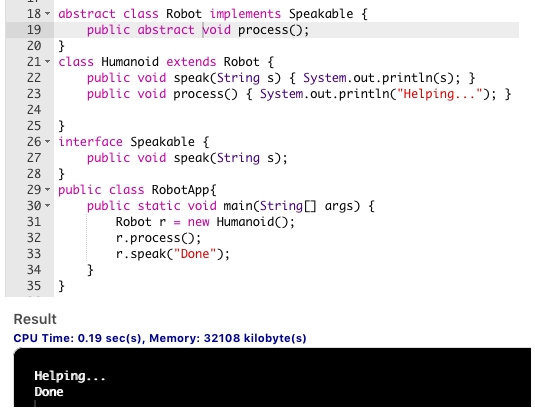 17
18 abstract class Robot implements Speakable {
19     public abstract void process();
20 }
21 class Humanoid extends Robot {
22     public void speak(String s) { System.out.println(s); }
23     public void process() { System.out.println("Helping..."); }
24
25 }
26 interface Speakable {
27     public void speak(String s);
28 }
29 public class RobotApp{
30     public static void main(String[] args) {
31         Robot r = new Humanoid();
32         r.process();
33         r.speak("Done");
34     }
35 }
Result
CPU Time: 0.19 sec(s), Memory: 32108 kilobyte(s)
Helping...
Done